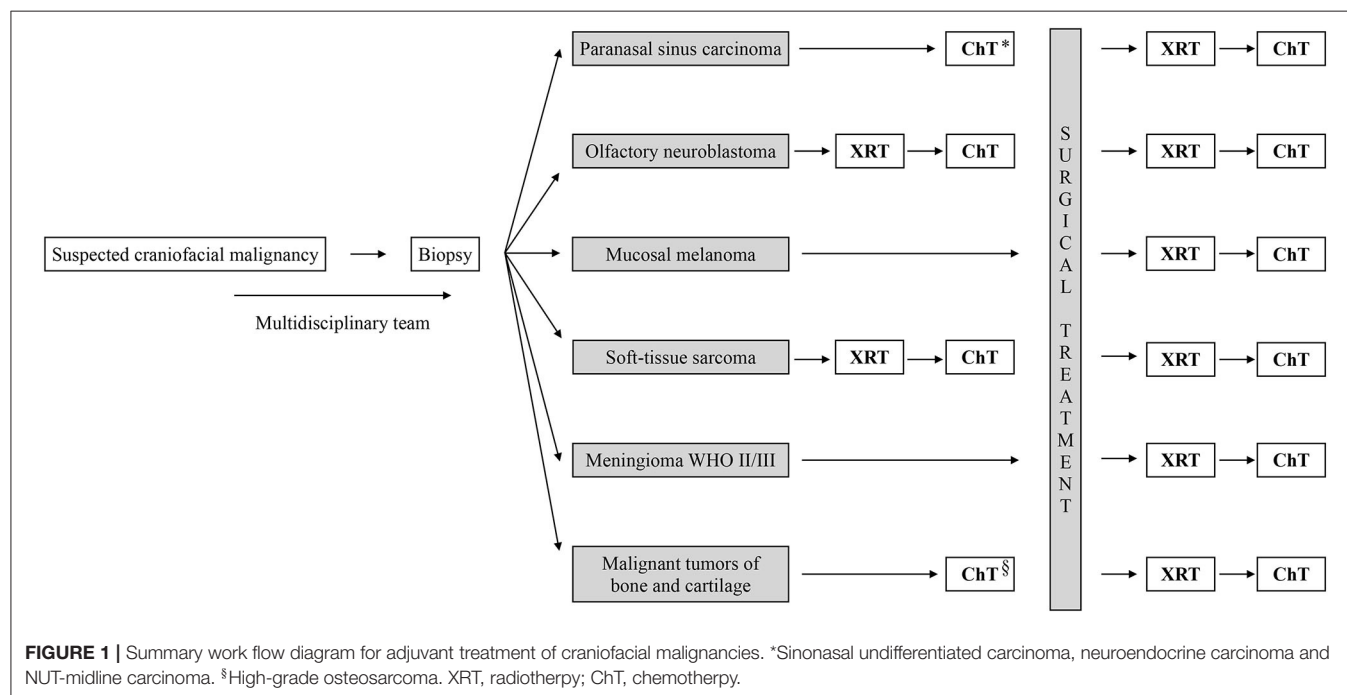 Paranasal sinus carcinoma
ChT*
XRT
ChT
Olfactory neuroblastoma
XRT
ChT
XRT
ChT
Suspected craniofacial malignancy
Biopsy
Multidisciplinary team
Mucosal melanoma
XRT
ChT
Soft-tissue sarcoma
XRT
ChT
XRT
ChT
Meningioma WHO II/III
XRT
ChT
Malignant tumors of
bone and cartilage
ChT§
XRT
ChT
SURGICAL TREATMENT
FIGURE 1 | Summary work flow diagram for adjuvant treatment of craniofacial malignancies. *Sinonasal undifferentiated carcinoma, neuroendocrine carcinoma and
NUT-midline carcinoma. §High-grade osteosarcoma. XRT, radiotherpy; ChT, chemotherpy.